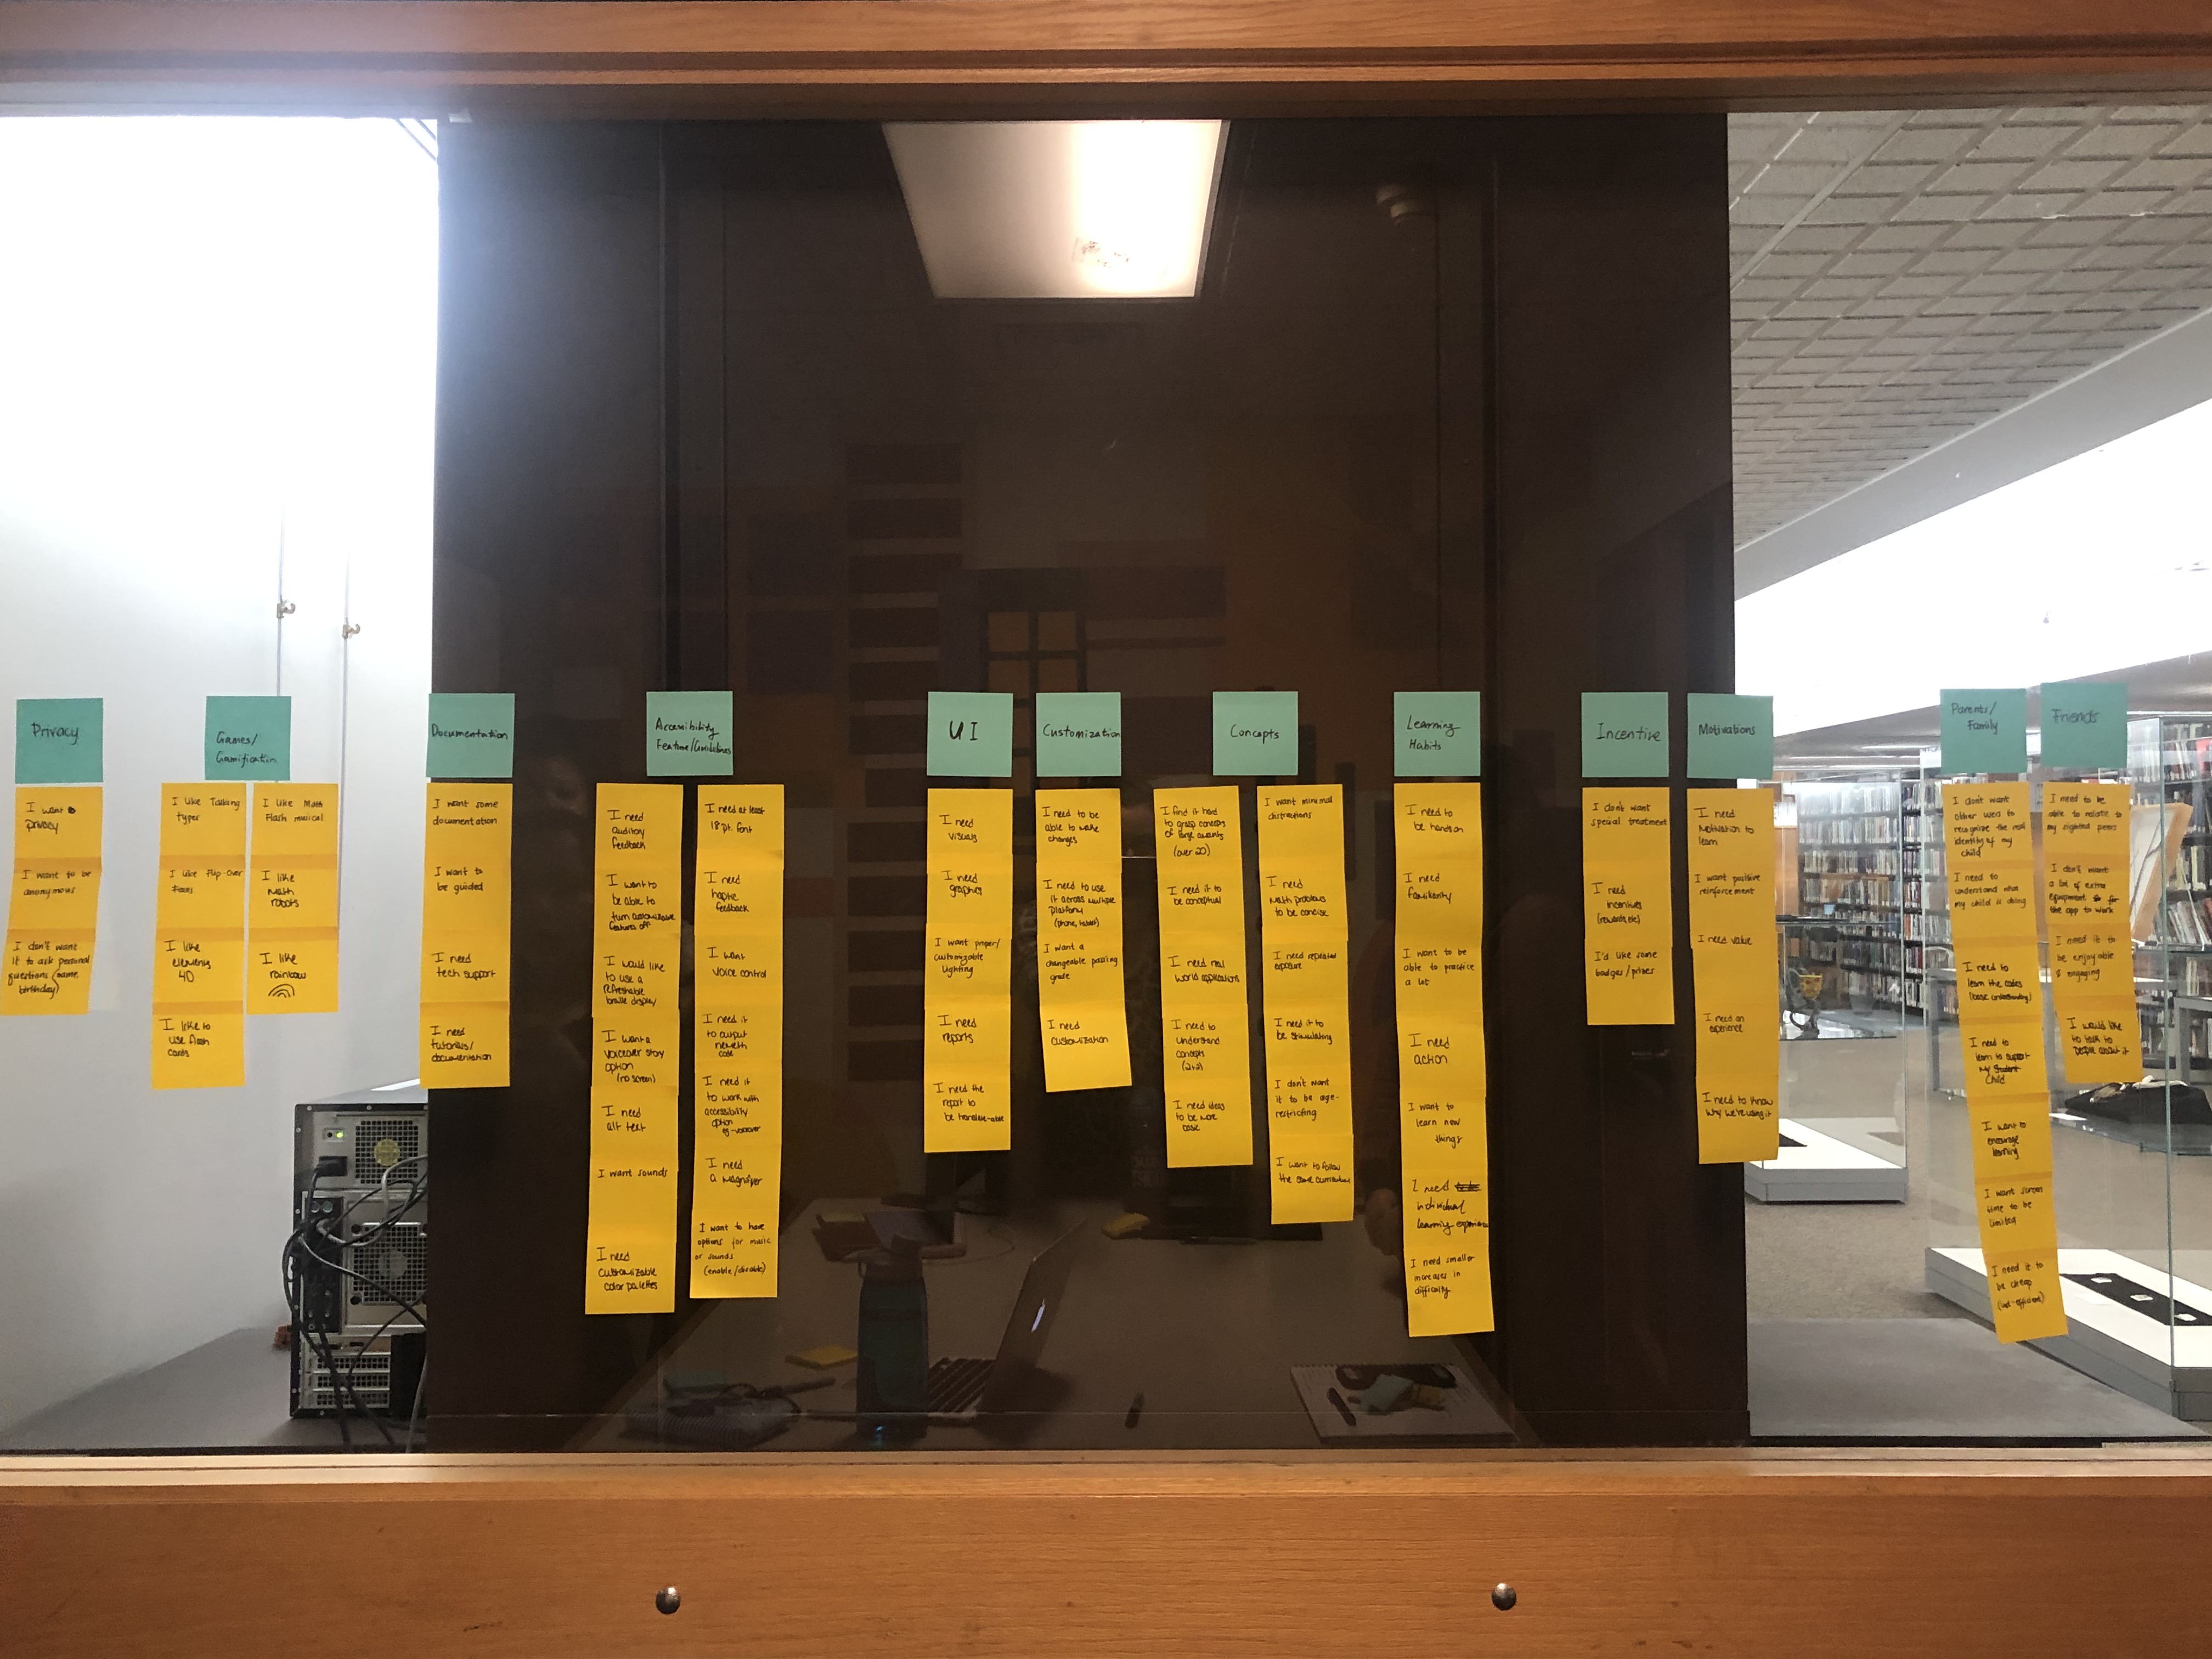 Privacy
I want
privacy
I want to be
anonymous
I don't want
it to ask personal
questions (name
birthday)
Games/
Gamification
I like Talking
typer
I like Flip-Over
I like
elements
4D
I like to
use flash
cards
I like Math
Flash musical
I like
Math
robots
I like
rainbow
Documentation
I want some
documentation
I want to
be guided
I need
tech support
I need
tutorials/
documentation
Accessibility
Feature/Guidelines
I need
auditory
feedback
I want to
be able to
turn
features off
I would like
to use a
refreshable
braille display
I want a
voiceover story
option
(no screen)
I need
alt text
I want sounds
I need
customizable
color palettes
I need at least
18 pt. font
I need
haptic
feedback
I want
voice control
I need it
to output
nemeth
code
I need it
to work with
accessibility
option
eg-voiceover
I need
a magnifier
I want to have
options for music
or sounds
(enable/disable)
UI
I need
visuals
I need
graphes
I want proper/
customizable
lighting
I need
reports
I need the
report to
be translate-able
Customization
I need to be
able to make
changes
I need to use
it across multiple
platform
(phone, tablet)
I want a
changeable passing
grade
I need
customization
Concepts
I find it hard
to grasp concepts
of large amounts
(over 20)
I need it to
be conceptual
I need real
world applications
I need to
understand
concepts
(2+2)
I need ideas
to be more
I want minimal
distractions
I need
math problems
to be concise
I need repeated
exposure
I need it to
be stimulating
I don't want
it to be age-
restricting
I want to follow
the same curriculum
Learning
Habits
I need to
be hands on
I need
familiarity
I want to be
able to practice
a lot
I need
action
I want to
learn new
things
I need
individual
learning experience
I need smaller
increases in
difficulty
Incentive
I don't want
special treatment
I need
incentives
(rewards, etc)
I'd like some
badges/prizes
Motivations
I need
motivation to
learn
I want positive
reinforcement
I need value
I need an
experience
I need to know
why we're using it
Parents/
Family
I don't want
other users to
recognize the real
identity of my
child
I need to
understand what
my child is doing
I need to
learn the codes
(base understanding)
I need to
learn to support
my
child
I want to
encourage
learning
I want screen
time to be
limited
I need it to
be cheap
Friends
I need to be
able to relate to
my sighted peers
I don't want
a lot of extra
equipment for
the app to work
I need it to
be enjoyable
& engaging
I would like
to talk to
people about it